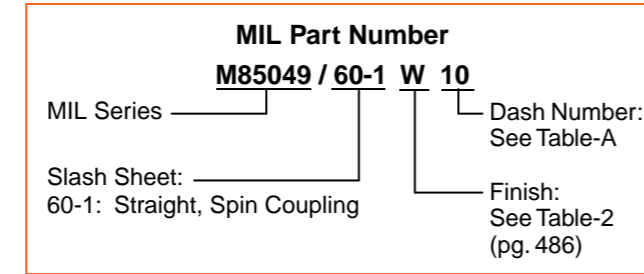 MIL Part Number
M85049 / 60-1 W 10
MIL Series
Dash Number:
See Table-A
Slash Sheet:
60-1: Straight, Spin Coupling
Finish:
See Table-2
(pg. 486)